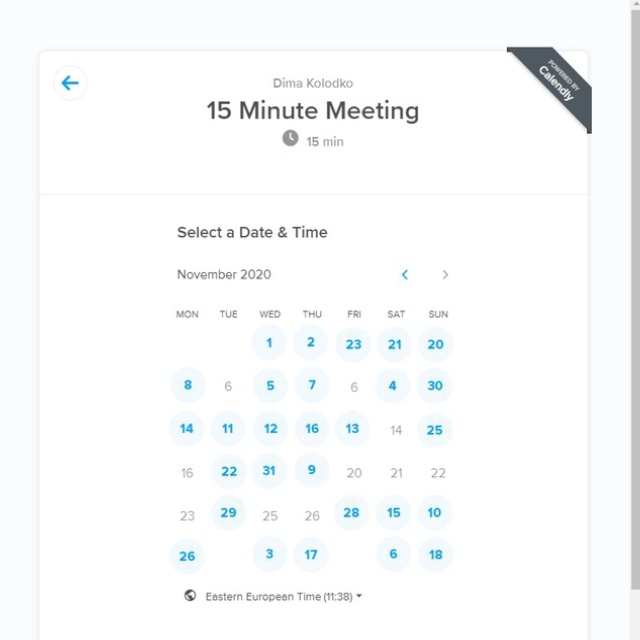 POWERED BY
Calendly
Dima Kolodko
15 Minute Meeting
15 min
Select a Date & Time
November 2020
MON TUE WED THU FRI SAT SUN
1 2 23 21 20
8 6 5 7 6 4 30
14 11 12 16 13 14 25
16 22 31 9 20 21 22
23 29 25 26 28 15 10
26 3 17 6 18
Eastern European Time (11:38)